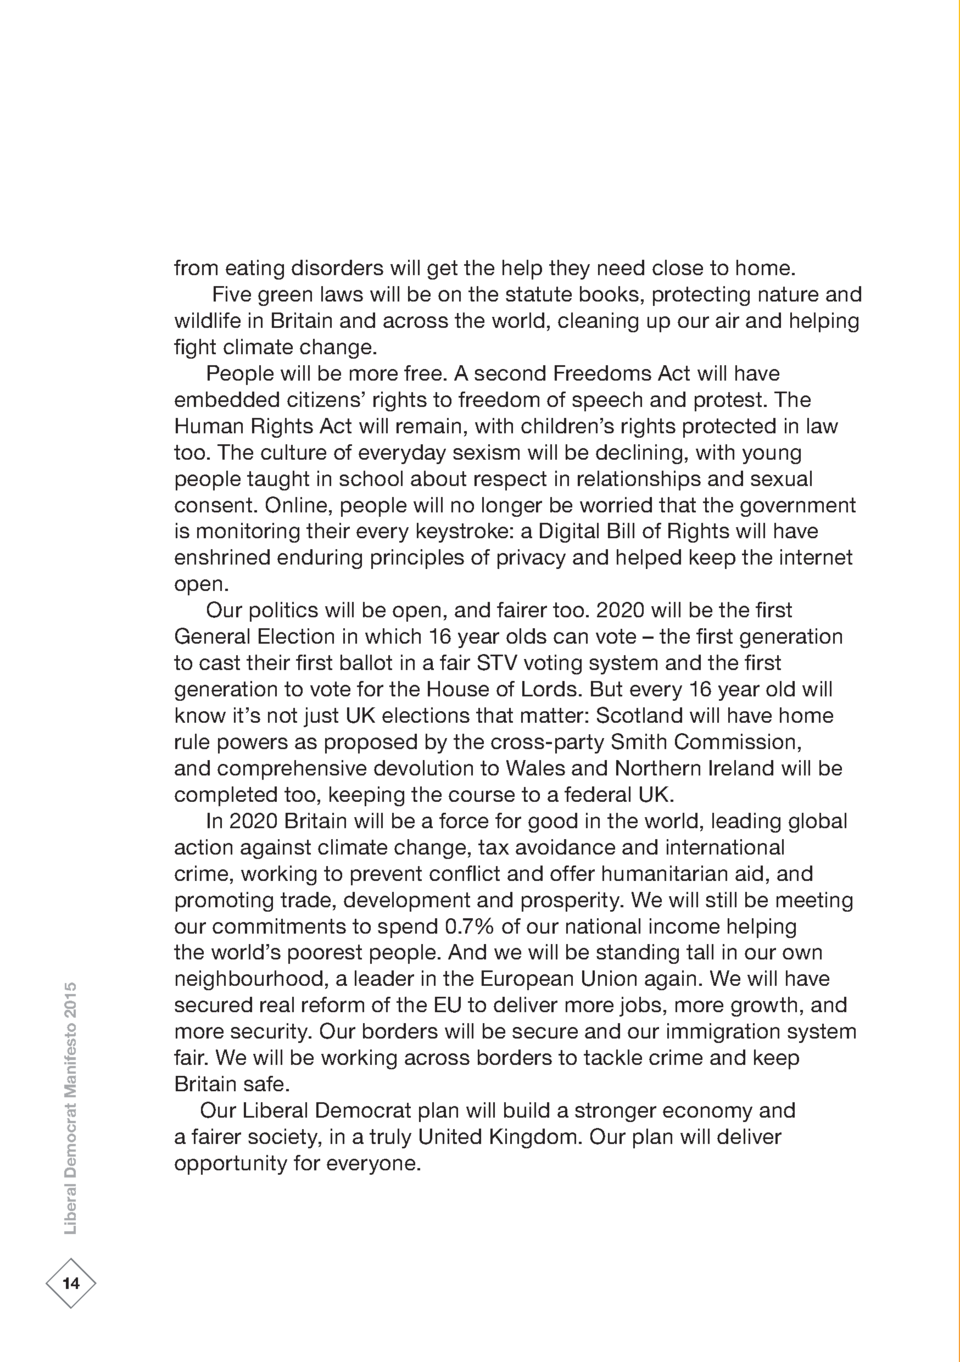 from eating disorders will get the help they need close to home.
Five green laws will be on the statute books, protecting nature and
wildlife in Britain and across the world, cleaning up our air and helping
fight climate change.
People will be more free. A second Freedoms Act will have
embedded citizens’ rights to freedom of speech and protest. The
Human Rights Act will remain, with children’s rights protected in law
too. The culture of everyday sexism will be declining, with young
people taught in school about respect in relationships and sexual
consent. Online, people will no longer be worried that the government
is monitoring their every keystroke: a Digital Bill of Rights will have
enshrined enduring principles of privacy and helped keep the internet
open.
Our politics will be open, and fairer too. 2020 will be the first
General Election in which 16 year olds can vote – the first generation
to cast their first ballot in a fair STV voting system and the first
generation to vote for the House of Lords. But every 16 year old will
know it’s not just UK elections that matter: Scotland will have home
rule powers as proposed by the cross-party Smith Commission,
and comprehensive devolution to Wales and Northern Ireland will be
completed too, keeping the course to a federal UK.
In 2020 Britain will be a force for good in the world, leading global
action against climate change, tax avoidance and international
crime, working to prevent conflict and offer humanitarian aid, and
promoting trade, development and prosperity. We will still be meeting
our commitments to spend 0.7% of our national income helping
the world’s poorest people. And we will be standing tall in our own
neighbourhood, a leader in the European Union again. We will have
secured real reform of the EU to deliver more jobs, more growth, and
more security. Our borders will be secure and our immigration system
fair. We will be working across borders to tackle crime and keep
Britain safe.
Our Liberal Democrat plan will build a stronger economy and
a fairer society, in a truly United Kingdom. Our plan will deliver
opportunity for everyone.
Liberal Democrat Manifesto 2015
14